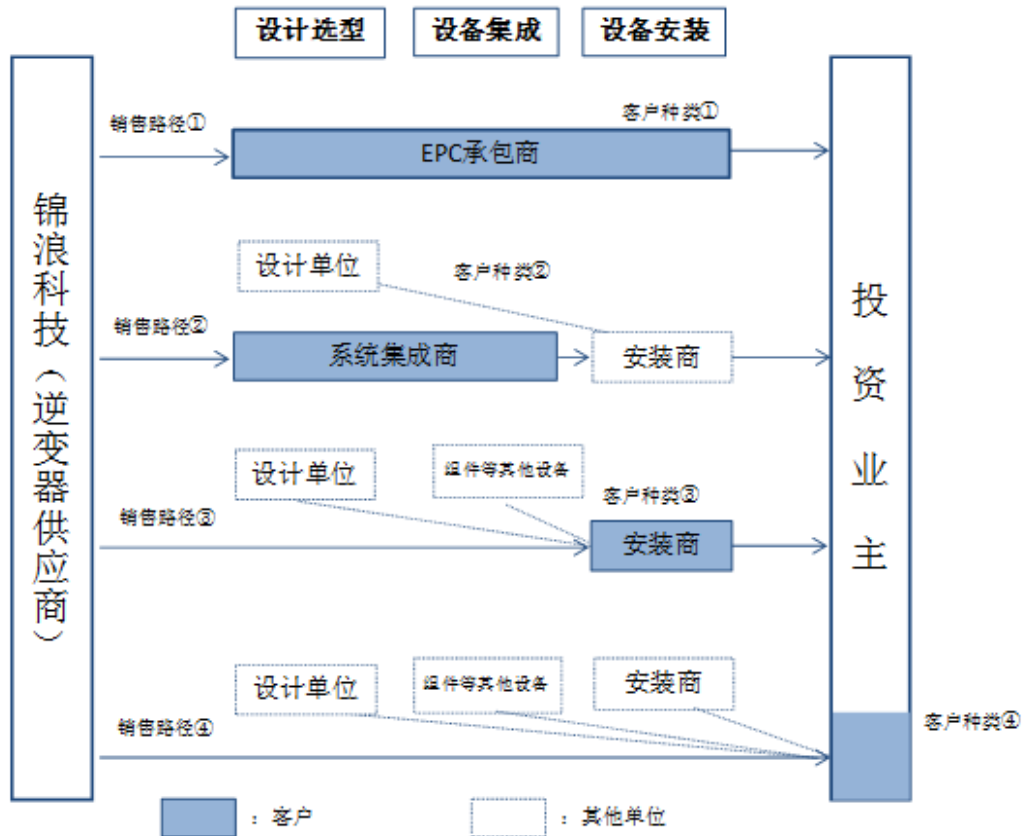 设计选型
设备集成
设备安装
锦浪科技（逆变器供应商）
投资业主
销售路径①
客户种类①
EPC承包商
设计单位
客户种类②
销售路径②
系统集成商
安装商
设计单位
组件等其他设备
客户种类③
销售路径③
安装商
设计单位
组件等其他设备
安装商
销售路径④
客户种类④
：客户
：其他单位